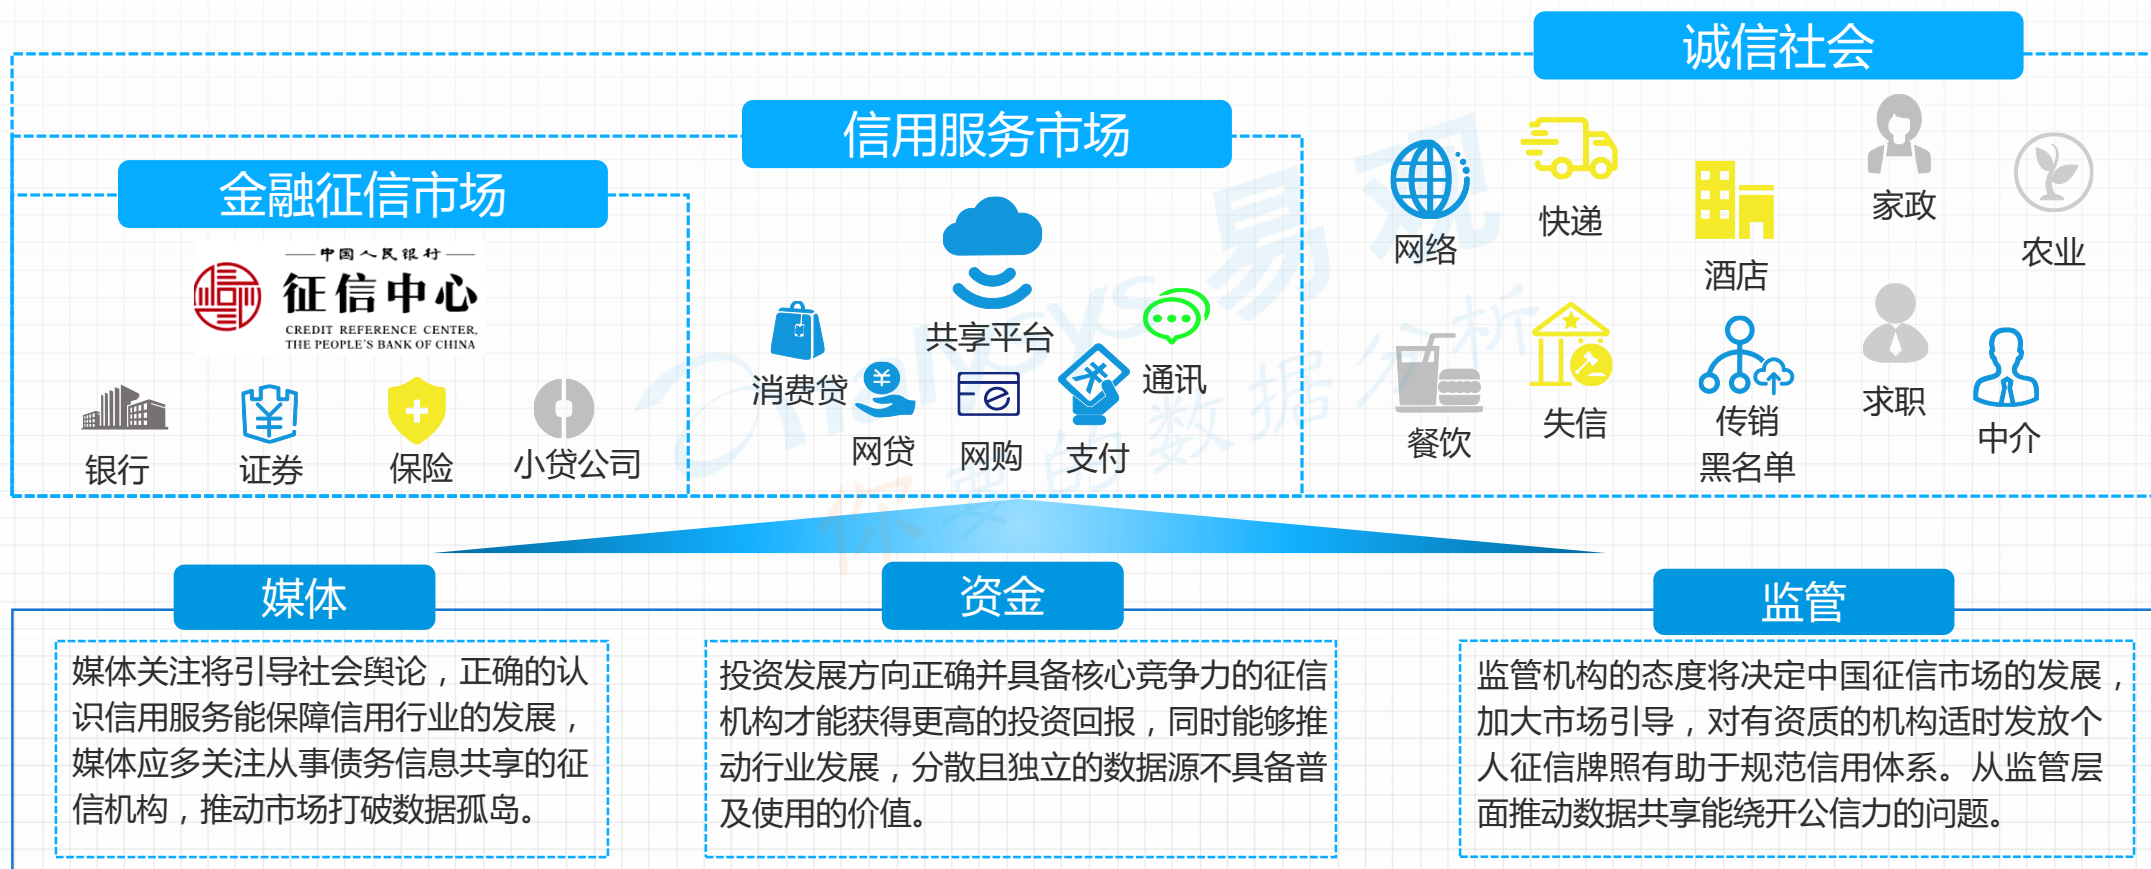 诚信社会
信用服务市场
金融征信市场
中国人民银行
征信中心
CREDIT REFERENCE CENTER,
THE PEOPLE'S BANK OF CHINA
银行
证券
保险
小贷公司
共享平台
消费贷
网贷
网购
支付
通讯
网络
快递
酒店
家政
农业
餐饮
失信
传销
黑名单
求职
中介
analysys 易观
你要的数据分析
媒体
媒体关注将引导社会舆论，正确的认
识信用服务能保障信用行业的发展，
媒体应多关注从事债务信息共享的征
信机构，推动市场打破数据孤岛。
资金
投资发展方向正确并具备核心竞争力的征信
机构才能获得更高的投资回报，同时能够推
动行业发展，分散且独立的数据源不具备普
及使用的价值。
监管
监管机构的态度将决定中国征信市场的发展，
加大市场引导，对有资质的机构适时发放个
人征信牌照有助于规范信用体系。从监管层
面推动数据共享能绕开公信力的问题。